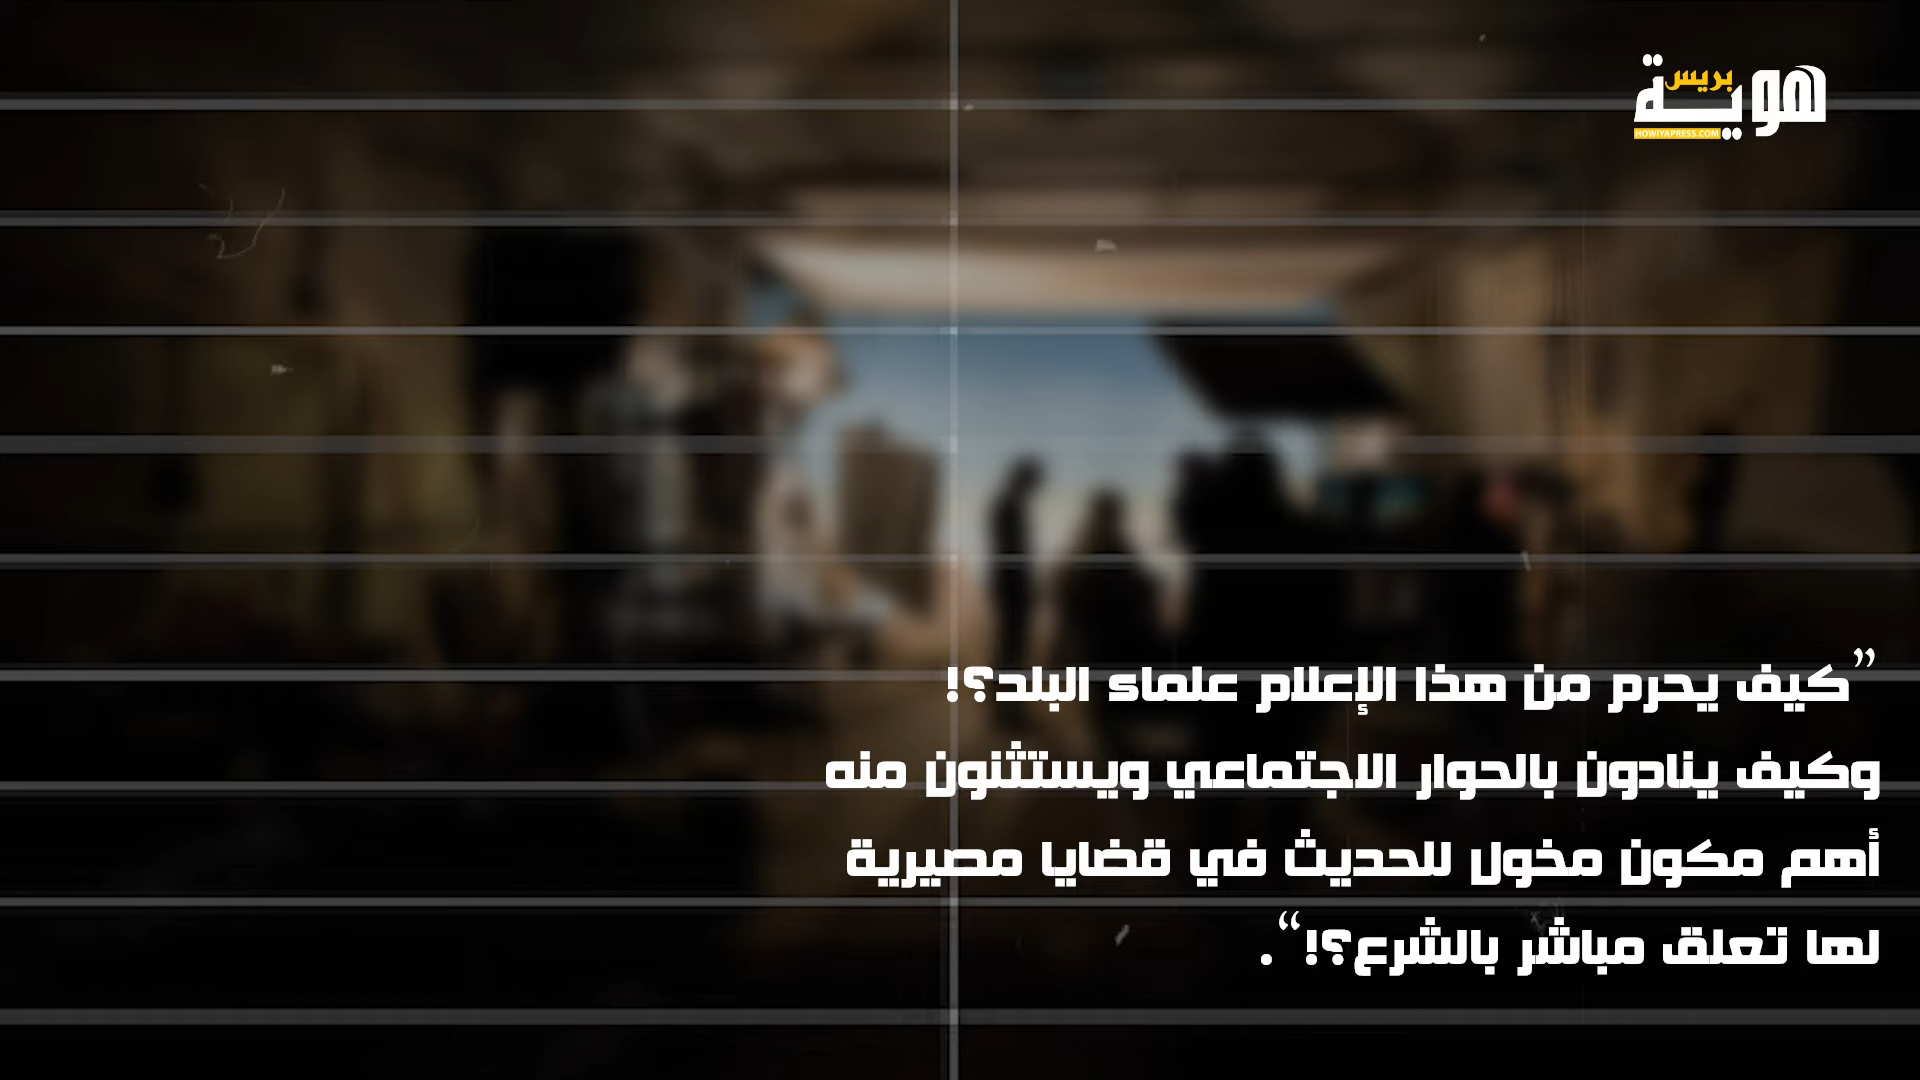 هوية
بريس
HOWIYAPRESS.COM
”كيف يحرم من هذا الإعلام علماء البلد؟!
وكيف ينادون بالحوار الاجتماعي ويستثنون منه
أهم مكون مخول للحديث في قضايا مصيرية
لها تعلق مباشر بالشرع؟!“.